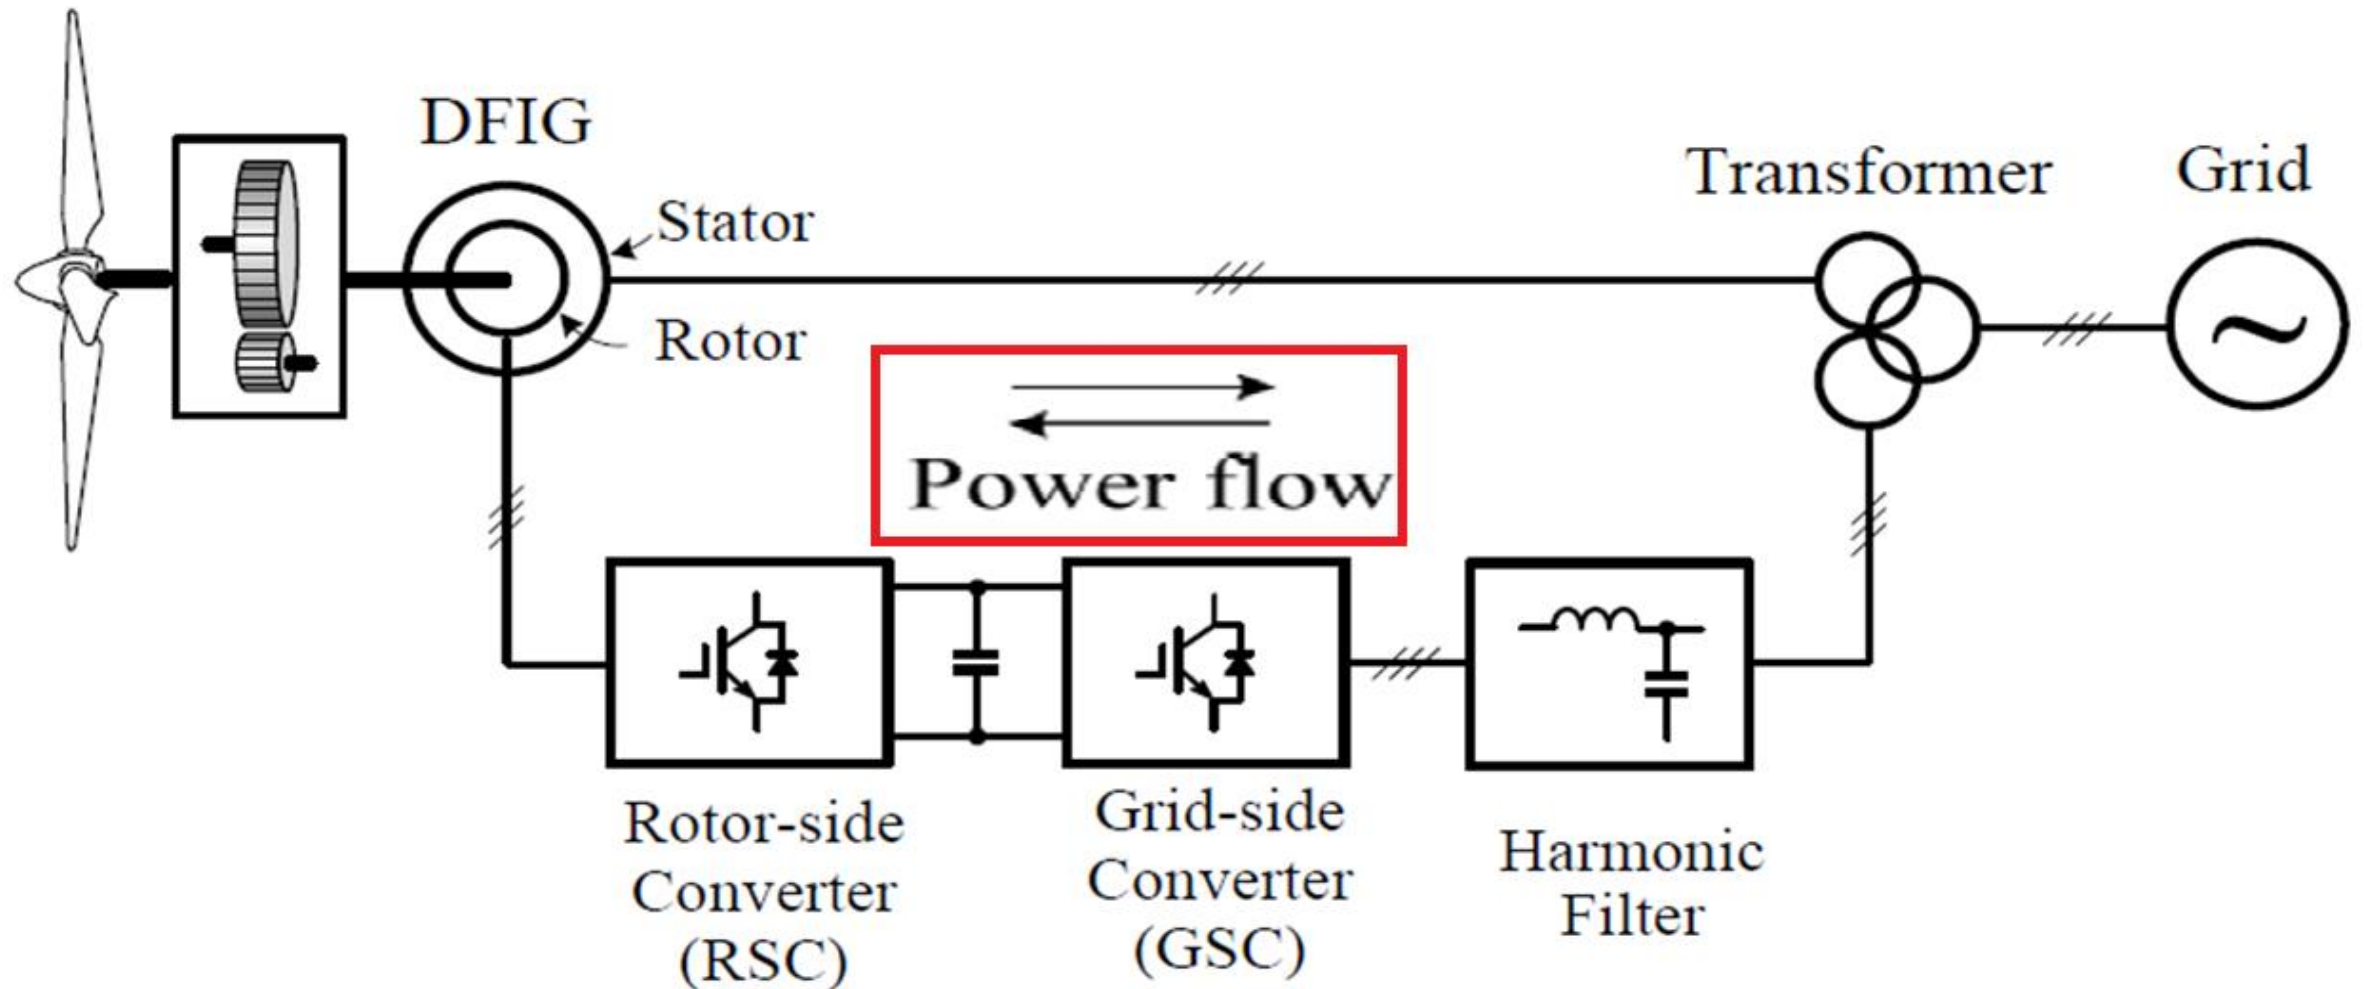 DFIG
Stator
Rotor
Transformer
Grid
~
Power flow
Rotor-side
Converter
(RSC)
Grid-side
Converter
(GSC)
Harmonic
Filter